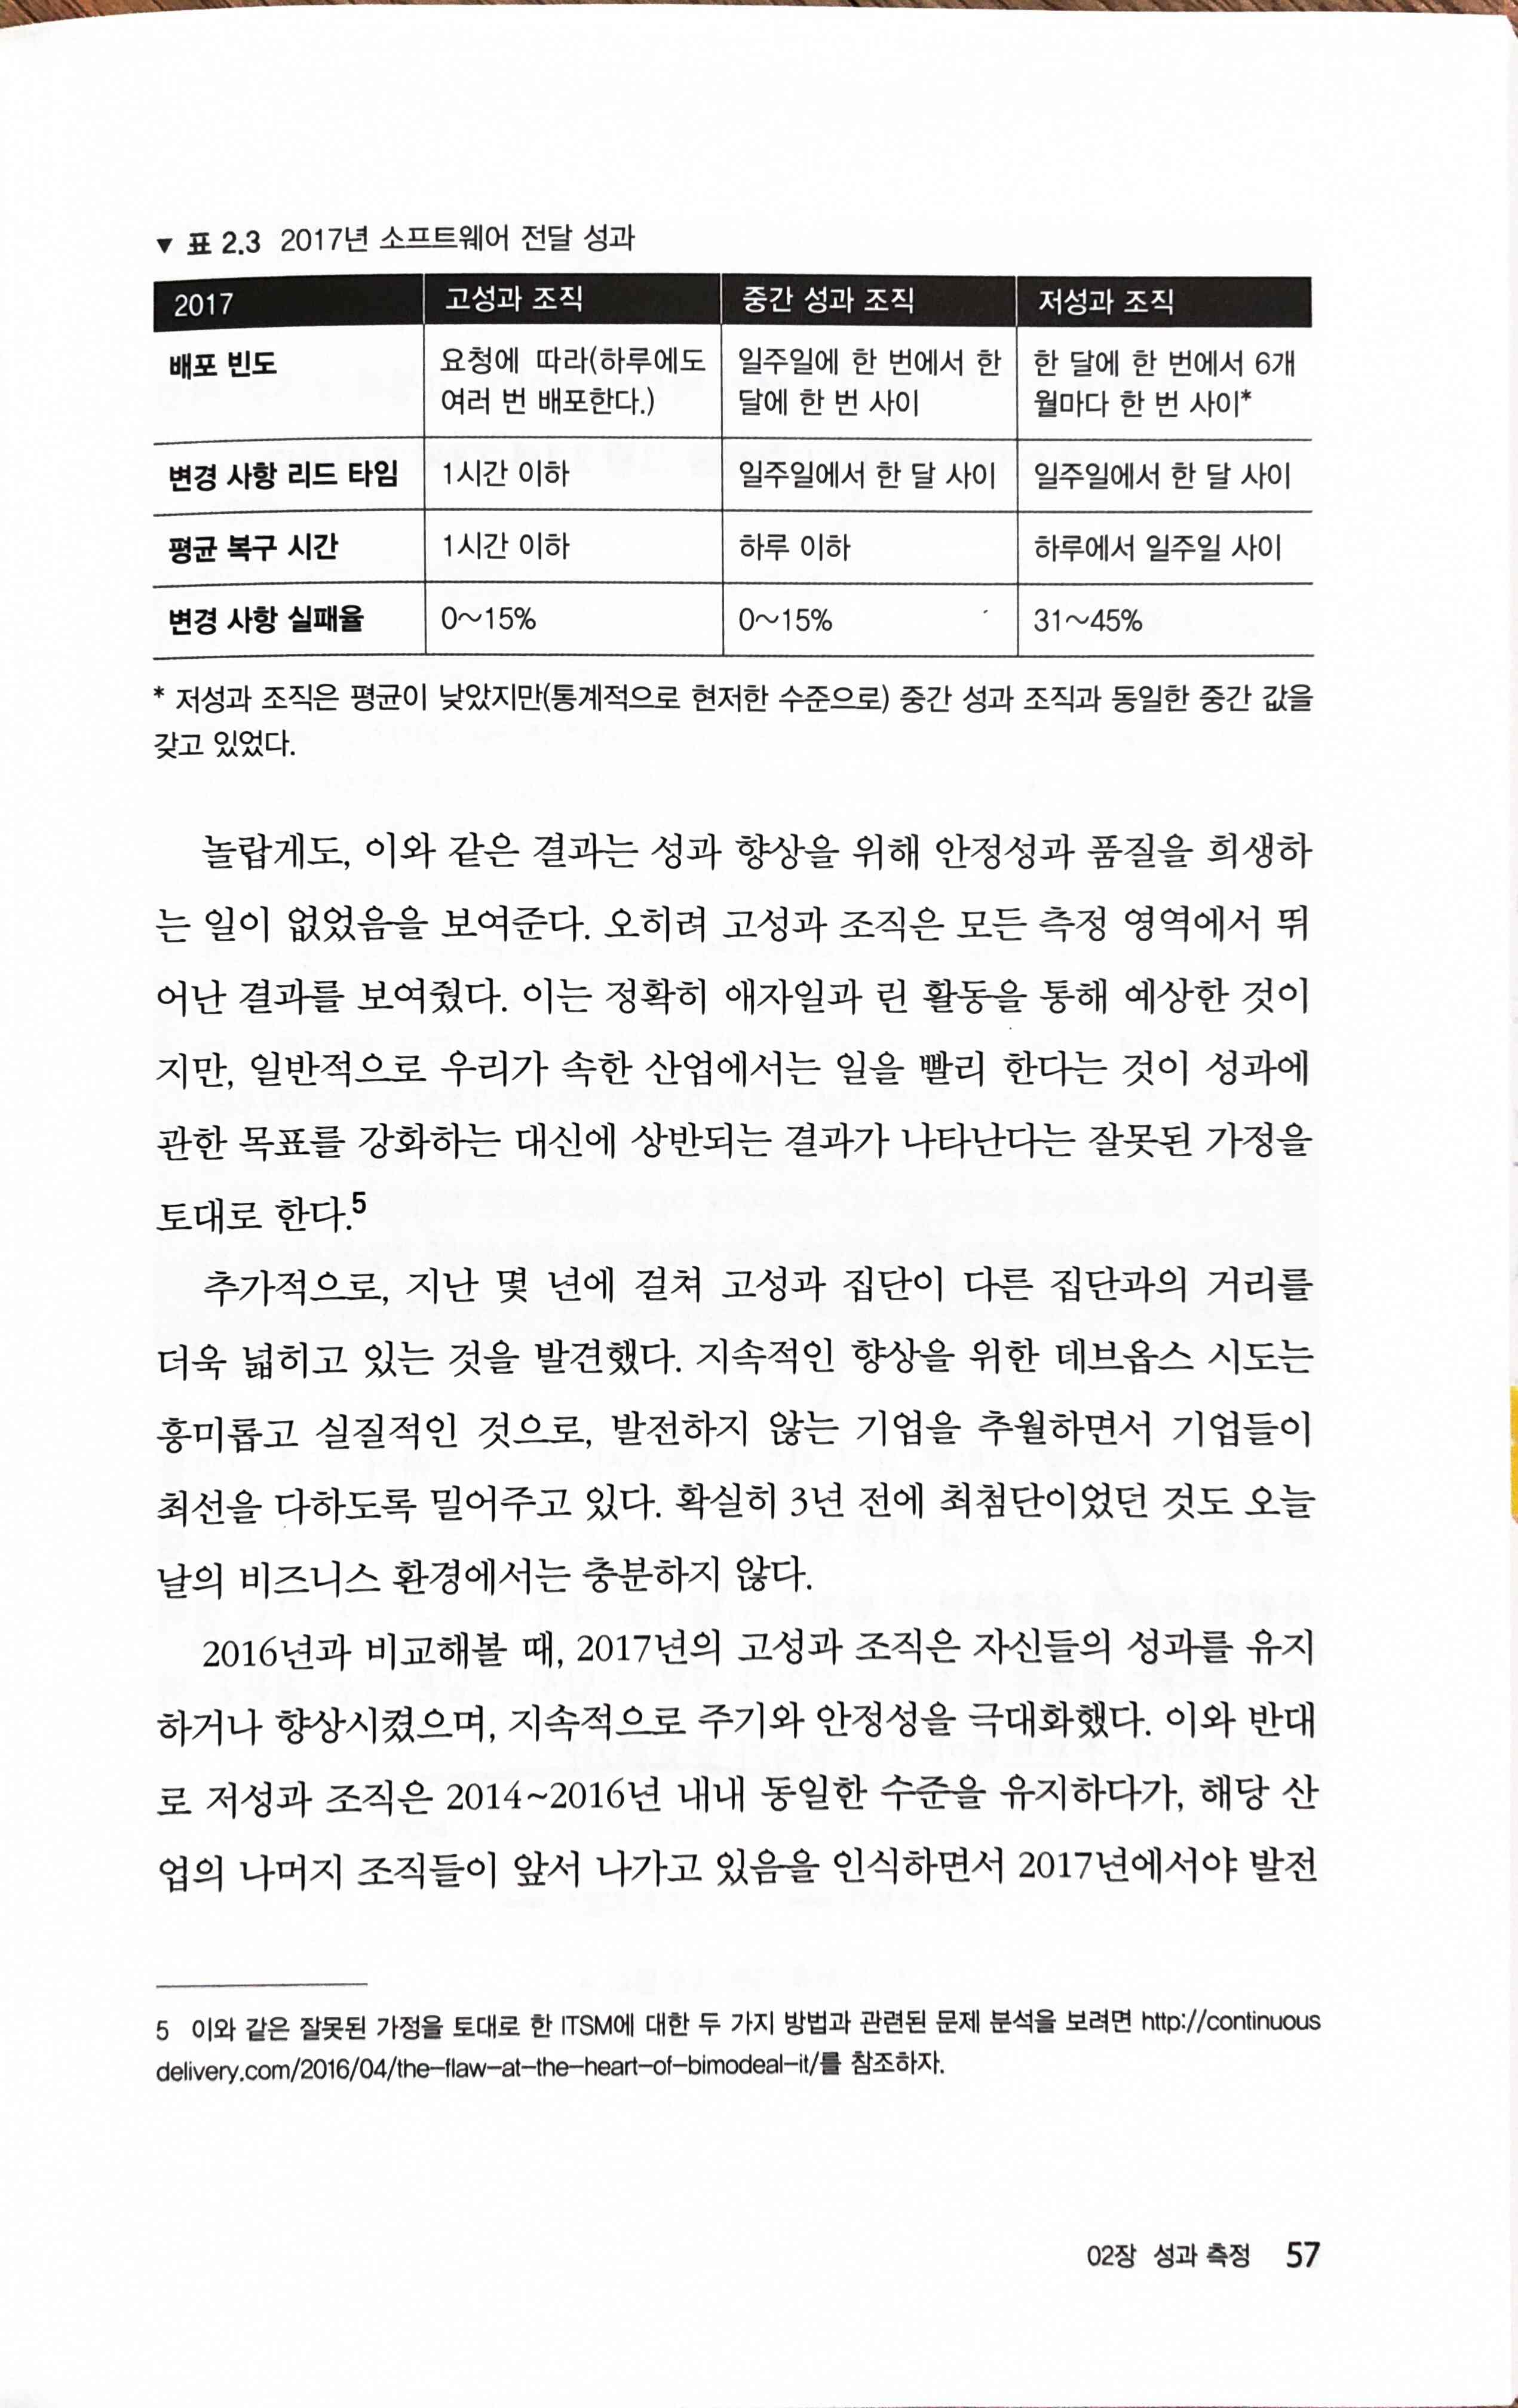 ▼ 표 2.3 2017년 소프트웨어 전달 성과
2017 고성과 조직 중간 성과 조직 저성과 조직
배포 빈도 요청에 따라(하루에도 일주일에 한 번에서 한 한 달에 한 번에서 6개
여러 번 배포한다.) 달에 한 번 사이 월마다 한 번 사이*
변경 사항 리드 타임 1시간 이하 일주일에서 한 달 사이 일주일에서 한 달 사이
평균 복구 시간 1시간 이하 하루 이하 하루에서 일주일 사이
변경 사항 실패율 0~15% 0~15% 31~45%
* 저성과 조직은 평균이 낮았지만(통계적으로 현저한 수준으로) 중간 성과 조직과 동일한 중간 값을
갖고 있었다.
놀랍게도, 이와 같은 결과는 성과 향상을 위해 안정성과 품질을 희생하
는 일이 없었음을 보여준다. 오히려 고성과 조직은 모든 측정 영역에서 뛰
어난 결과를 보여줬다. 이는 정확히 애자일과 린 활동을 통해 예상한 것이
지만, 일반적으로 우리가 속한 산업에서는 일을 빨리 한다는 것이 성과에
관한 목표를 강화하는 대신에 상반되는 결과가 나타난다는 잘못된 가정을
토대로 한다.5
추가적으로, 지난 몇 년에 걸쳐 고성과 집단이 다른 집단과의 거리를
더욱 넓히고 있는 것을 발견했다. 지속적인 향상을 위한 데브옵스 시도는
흥미롭고 실질적인 것으로, 발전하지 않는 기업을 추월하면서 기업들이
최선을 다하도록 밀어주고 있다. 확실히 3년 전에 최첨단이었던 것도 오늘
날의 비즈니스 환경에서는 충분하지 않다.
2016년과 비교해볼 때, 2017년의 고성과 조직은 자신들의 성과를 유지
하거나 향상시켰으며, 지속적으로 주기와 안정성을 극대화했다. 이와 반대
로 저성과 조직은 2014~2016년 내내 동일한 수준을 유지하다가, 해당 산
업의 나머지 조직들이 앞서 나가고 있음을 인식하면서 2017년에서야 발전
5 이와 같은 잘못된 가정을 토대로 한 ITSM에 대한 두 가지 방법과 관련된 문제 분석을 보려면 http://continuous
delivery.com/2016/04/the-flaw-at-the-heart-of-bimodeal-it/를 참조하자.
02장 성과 측정 57